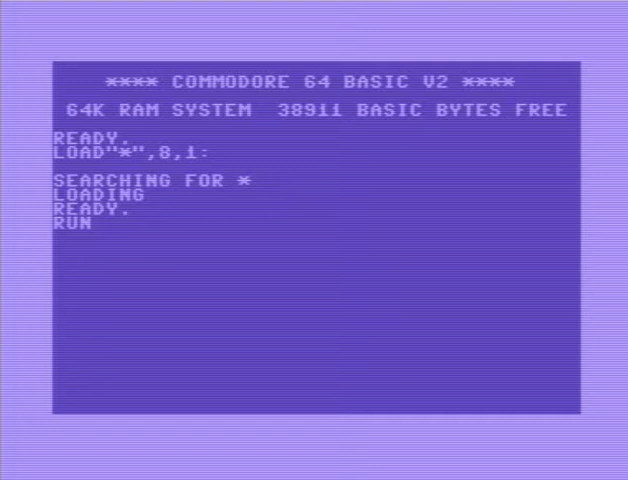 **** COMMODORE 64 BASIC V2 ****
64K RAM SYSTEM  38911 BASIC BYTES FREE
READY.
LOAD"*",8,1:
SEARCHING FOR *
LOADING
READY.
RUN